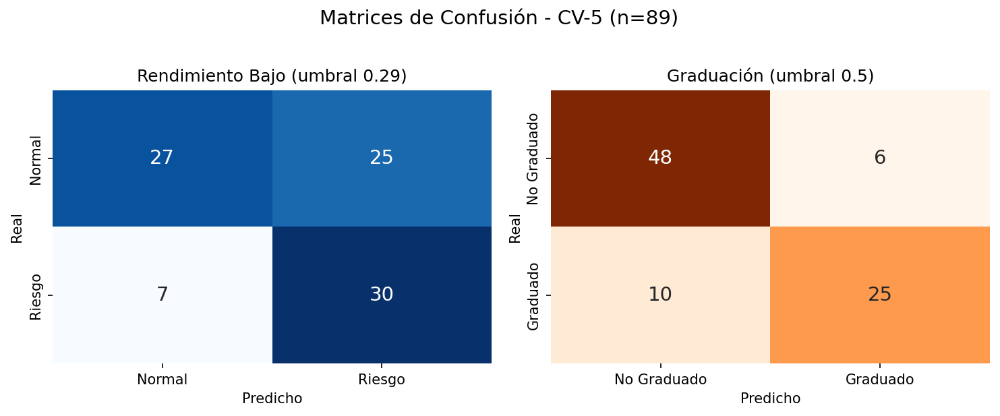 Matrices de Confusión - CV-5 (n=89)
Rendimiento Bajo (umbral 0.29)
Real
Normal
27
25
Riesgo
7
30
Normal
Riesgo
Predicho
Graduación (umbral 0.5)
Real
No Graduado
48
6
Graduado
10
25
No Graduado
Graduado
Predicho